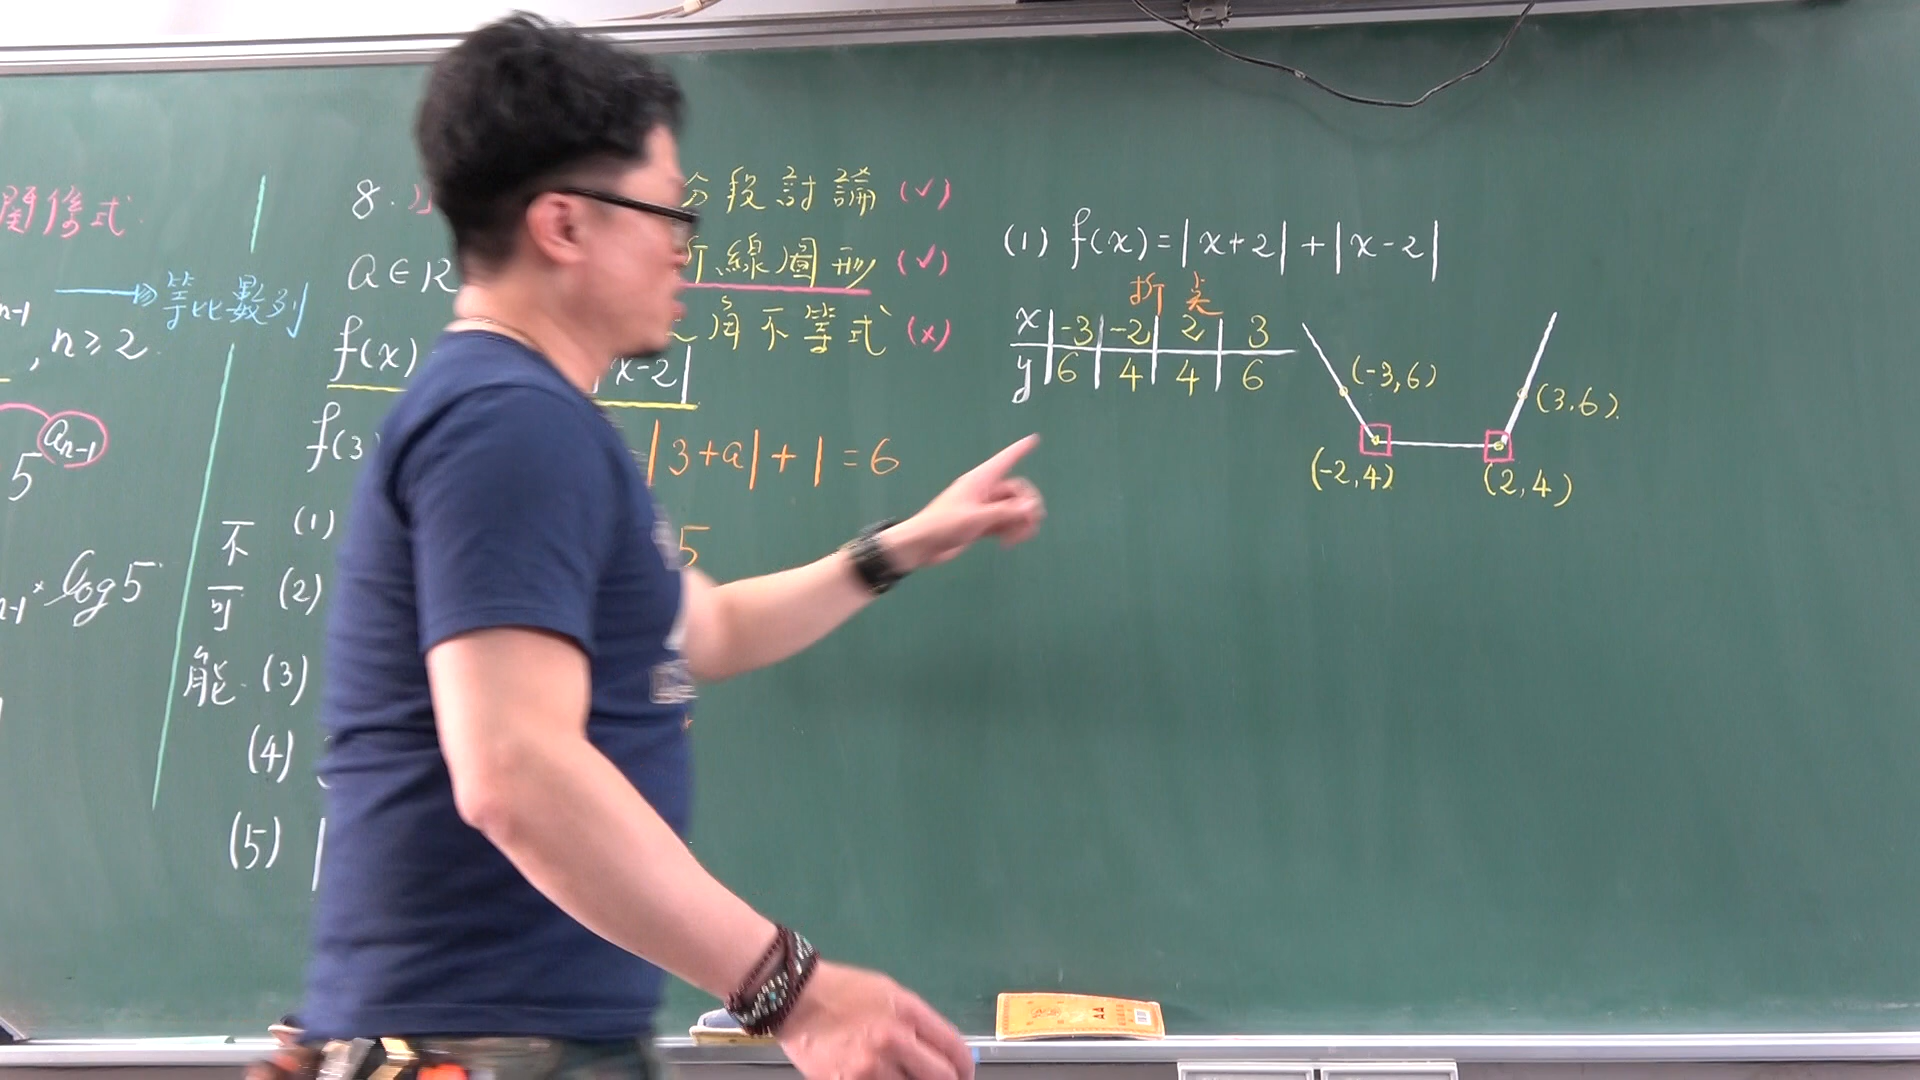 關係式
等比數列
n-1
, n ≥ 2
5 aₙ₋₁
n-1 · log5
8.
分段討論 (✓)
折線圖形 (✓)
角不等式 (×)
a ∈ R
f(x)
|x-2|
f(3)
= |3+a| + 1 = 6
5
不可能
(1)
(2)
(3)
(4)
(5)
(1) f(x) = |x+2| + |x-2|
折 尖
x | -3 | -2 | 2 | 3
y | 6 | 4 | 4 | 6
(-3,6)
(3,6)
(-2,4)
(2,4)